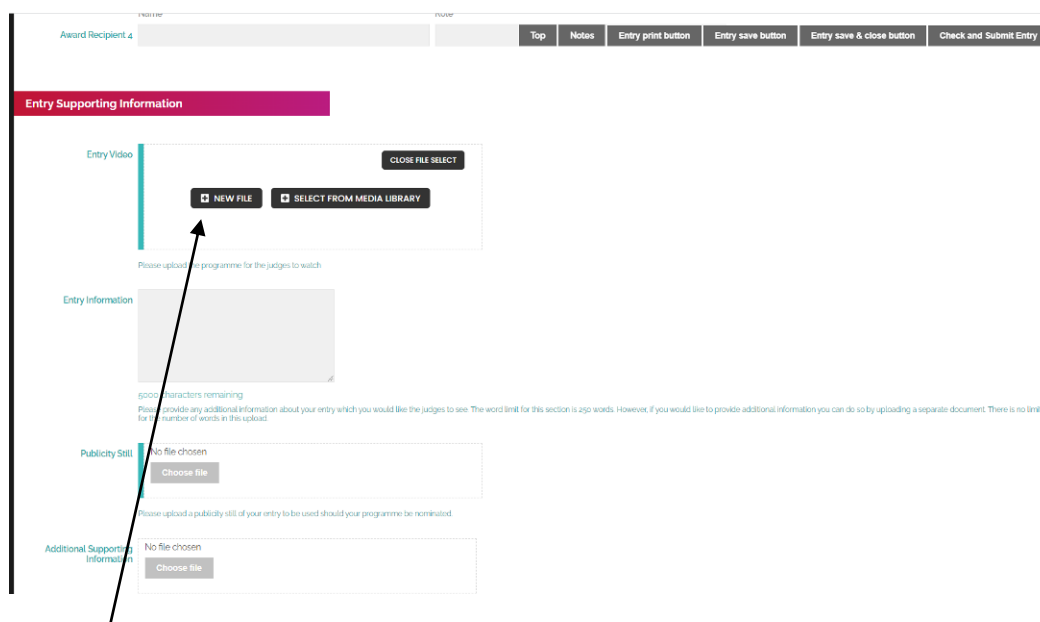 Name Role
Award Recipient 4 Top Notes Entry print button Entry save button Entry save & close button Check and Submit Entry
Entry Supporting Information
Entry Video
CLOSE FILE SELECT
NEW FILE SELECT FROM MEDIA LIBRARY
Please upload the programme for the judges to watch
Entry Information
5000 characters remaining
Please provide any additional information about your entry which you would like the judges to see. The word limit for this section is 250 words. However, if you would like to provide additional information you can do so by uploading a separate document. There is no limi
for the number of words in this upload.
Publicity Still No file chosen
Choose file
Please upload a publicity still of your entry to be used should your programme be nominated.
Additional Supporting No file chosen
Information Choose file